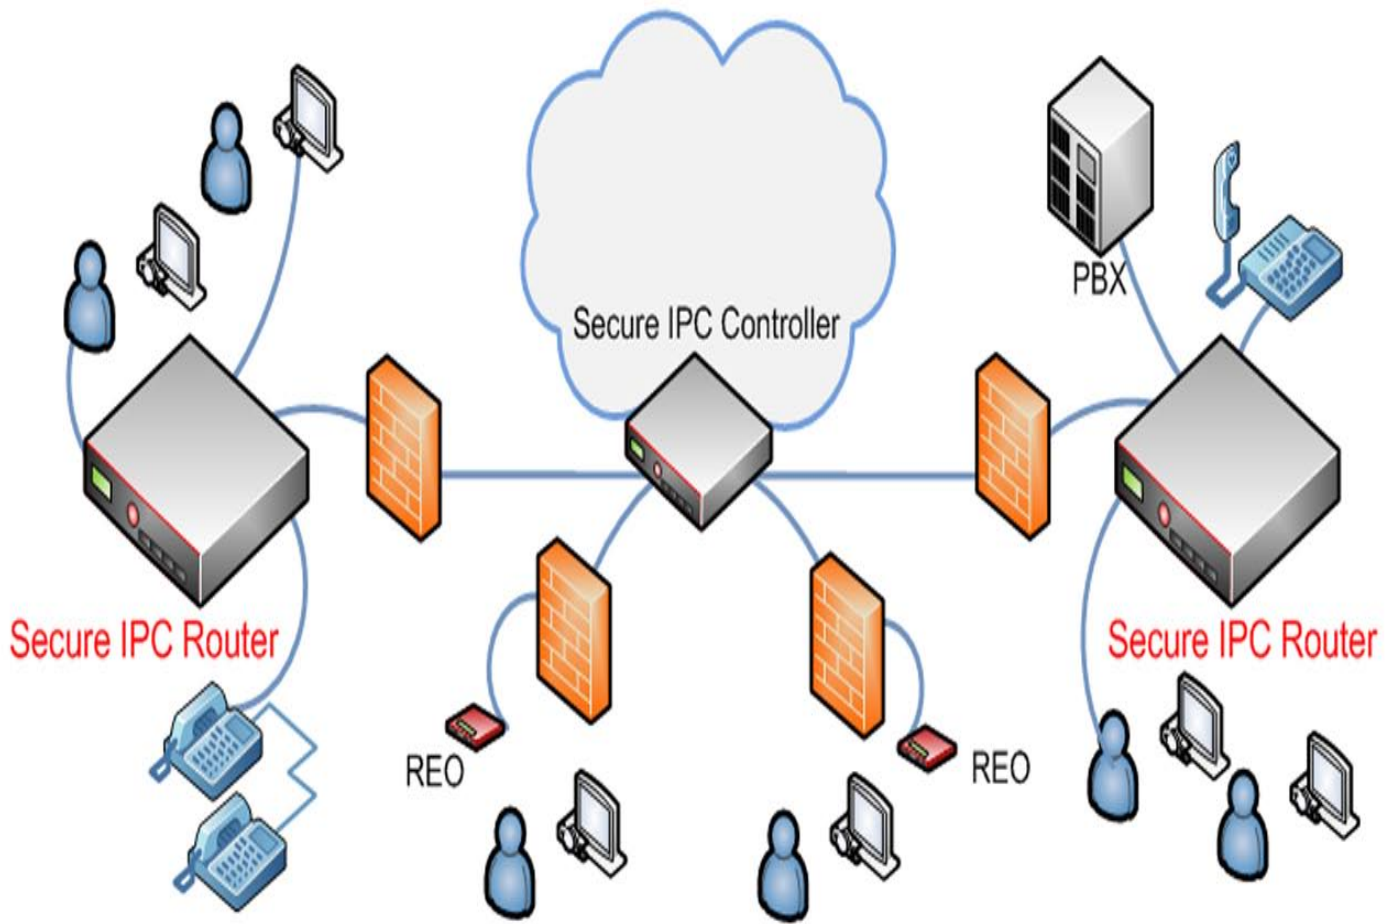 PBX
Secure IPC Controller
Secure IPC Router
Secure IPC Router
REO
REO